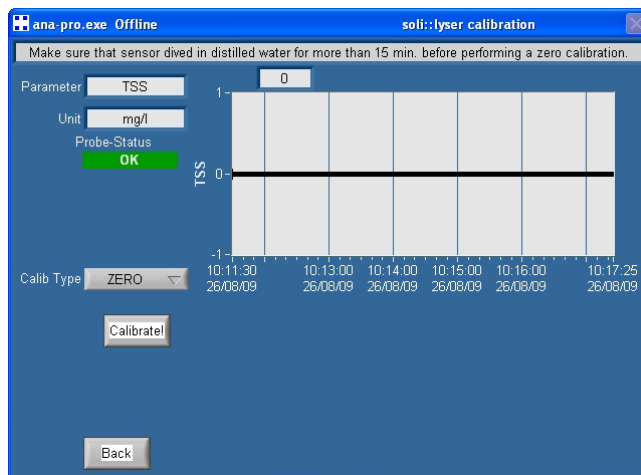 ana-pro.exe Offline soli::lyser calibration
Make sure that sensor dived in distilled water for more than 15 min. before performing a zero calibration.
Parameter TSS
0
Unit mg/l
Probe-Status
OK
1
TSS
0
-1
Calib Type ZERO
10:11:30 10:13:00 10:14:00 10:15:00 10:16:00 10:17:25
26/08/09 26/08/09 26/08/09 26/08/09 26/08/09 26/08/09
Calibrate!
Back